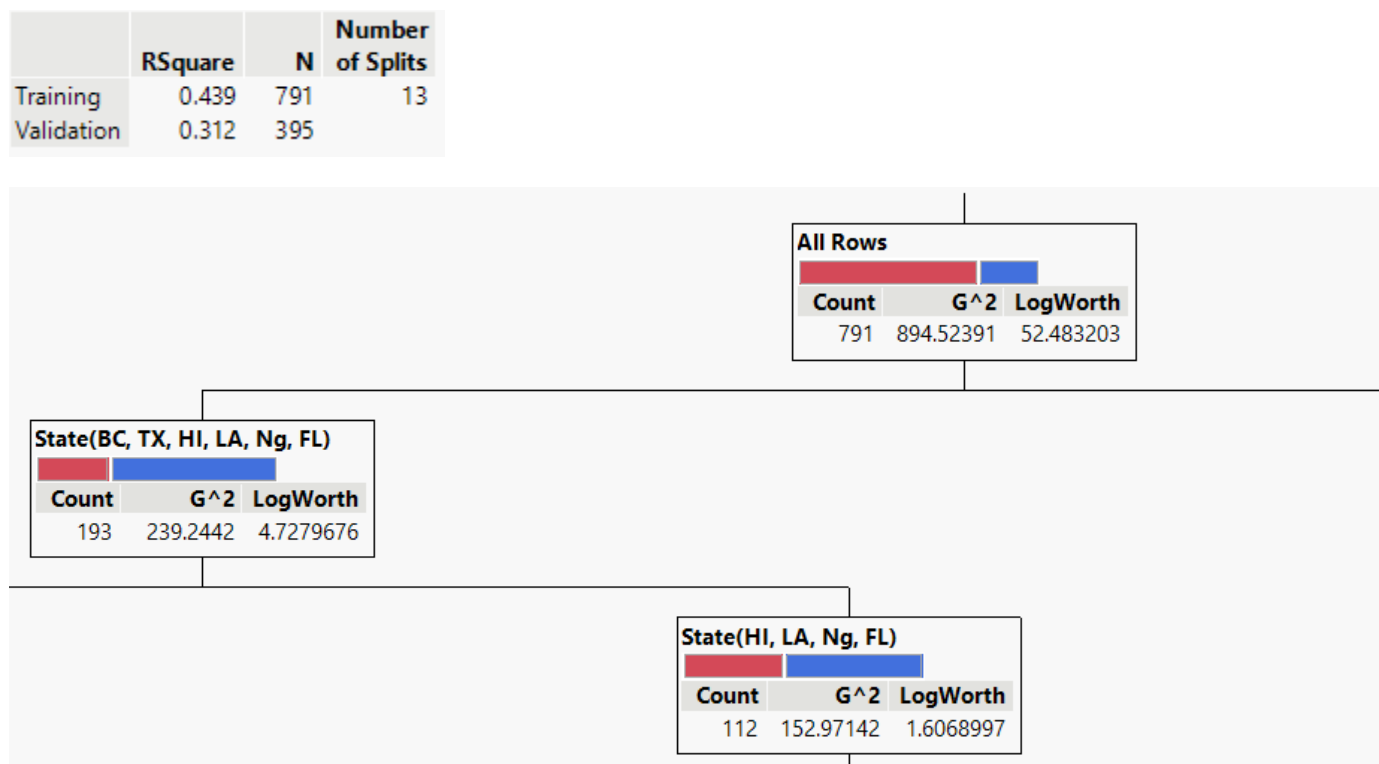 Number
RSquare N of Splits
Training 0.439 791 13
Validation 0.312 395
All Rows
Count G^2 LogWorth
791 894.52391 52.483203
State(BC, TX, HI, LA, Ng, FL)
Count G^2 LogWorth
193 239.2442 4.7279676
State(HI, LA, Ng, FL)
Count G^2 LogWorth
112 152.97142 1.6068997